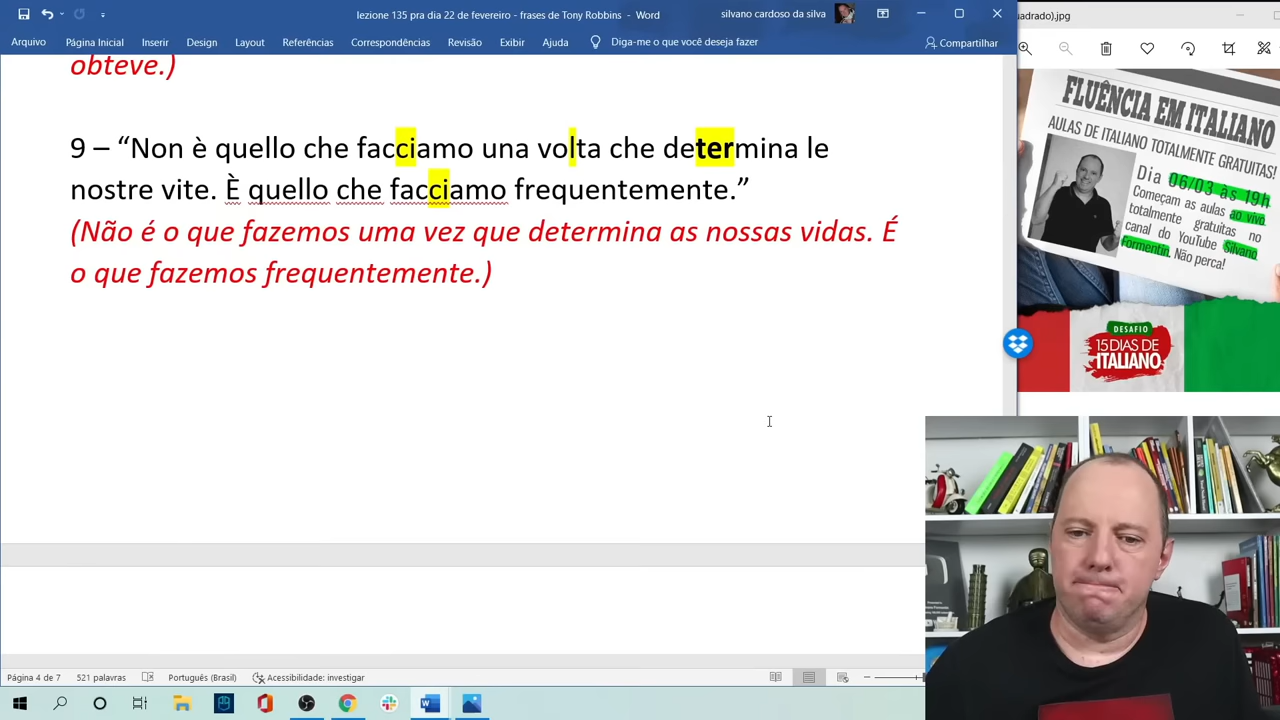 lezione 135 pra dia 22 de fevereiro - frases de Tony Robbins - Word
silvano cardoso da silva
uadrado).jpg
Arquivo Página Inicial Inserir Design Layout Referências Correspondências Revisão Exibir Ajuda Diga-me o que você deseja fazer Compartilhar
obteve.)
9 – “Non è quello che facciamo una volta che determina le
nostre vite. È quello che facciamo frequentemente.”
(Não é o que fazemos uma vez que determina as nossas vidas. É
o que fazemos frequentemente.)
FLUÊNCIA EM ITALIANO
AULAS DE ITALIANO TOTALMENTE GRATUITAS!
Dia 06/03 às 19h
Começam as aulas ao vivo
totalmente gratuitas no
canal do YouTube Silvano
Formentin. Não perca!
DESAFIO
15 DIAS DE
ITALIANO
Página 4 de 7 521 palavras Português (Brasil) Acessibilidade: investigar